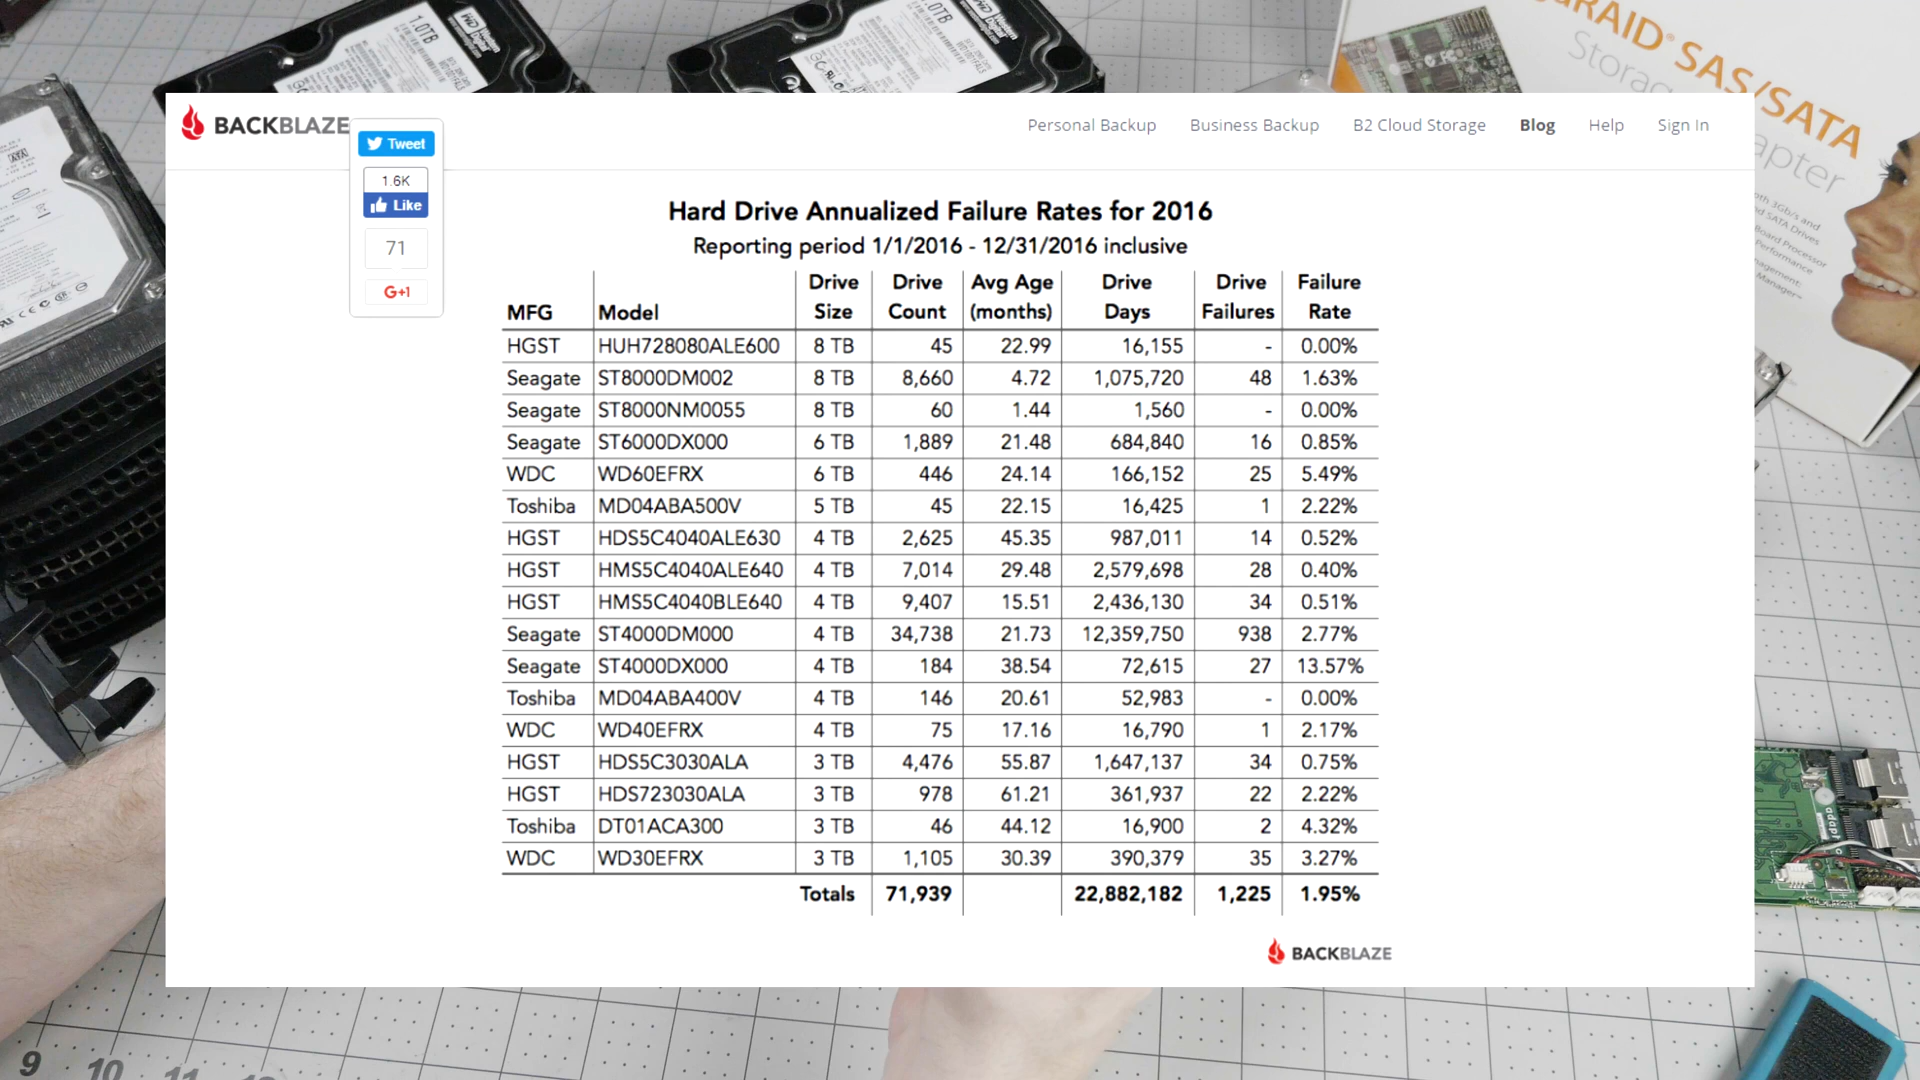 1.0TB
WD
.0TB
RAID® SAS/SATA
Storag
apter
BACKBLAZE
Personal Backup Business Backup B2 Cloud Storage Blog Help Sign In
Tweet
1.6K
Like
71
G+1
Hard Drive Annualized Failure Rates for 2016
Reporting period 1/1/2016 - 12/31/2016 inclusive
MFG Model Drive Size Drive Count Avg Age (months) Drive Days Drive Failures Failure Rate
HGST HUH728080ALE600 8 TB 45 22.99 16,155 - 0.00%
Seagate ST8000DM002 8 TB 8,660 4.72 1,075,720 48 1.63%
Seagate ST8000NM0055 8 TB 60 1.44 1,560 - 0.00%
Seagate ST6000DX000 6 TB 1,889 21.48 684,840 16 0.85%
WDC WD60EFRX 6 TB 446 24.14 166,152 25 5.49%
Toshiba MD04ABA500V 5 TB 45 22.15 16,425 1 2.22%
HGST HDS5C4040ALE630 4 TB 2,625 45.35 987,011 14 0.52%
HGST HMS5C4040ALE640 4 TB 7,014 29.48 2,579,698 28 0.40%
HGST HMS5C4040BLE640 4 TB 9,407 15.51 2,436,130 34 0.51%
Seagate ST4000DM000 4 TB 34,738 21.73 12,359,750 938 2.77%
Seagate ST4000DX000 4 TB 184 38.54 72,615 27 13.57%
Toshiba MD04ABA400V 4 TB 146 20.61 52,983 - 0.00%
WDC WD40EFRX 4 TB 75 17.16 16,790 1 2.17%
HGST HDS5C3030ALA 3 TB 4,476 55.87 1,647,137 34 0.75%
HGST HDS723030ALA 3 TB 978 61.21 361,937 22 2.22%
Toshiba DT01ACA300 3 TB 46 44.12 16,900 2 4.32%
WDC WD30EFRX 3 TB 1,105 30.39 390,379 35 3.27%
Totals 71,939 22,882,182 1,225 1.95%
BACKBLAZE
adapt
9 10 11